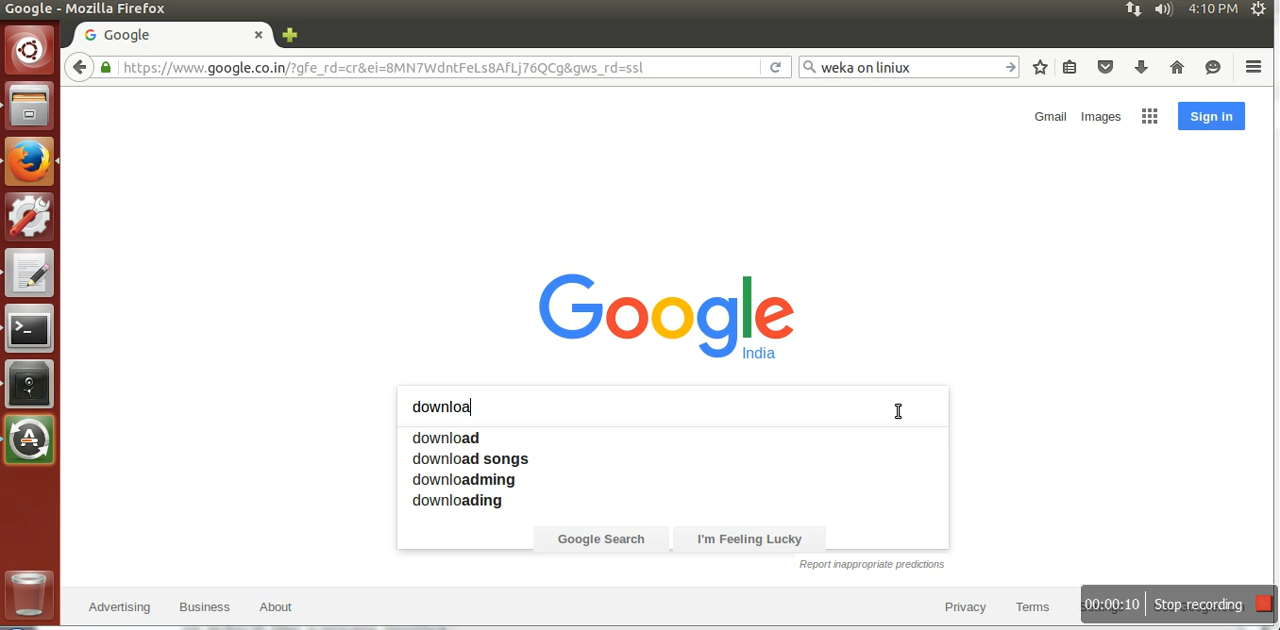 Google - Mozilla Firefox
4:10 PM
Google
https://www.google.co.in/?gfe_rd=cr&ei=8MN7WdntFeLs8AfLj76QCg&gws_rd=ssl
weka on liniux
Gmail Images Sign in
Google
India
downloa
download
download songs
downloadming
downloading
Google Search I'm Feeling Lucky
Report inappropriate predictions
Advertising Business About Privacy Terms
00:00:10 Stop recording